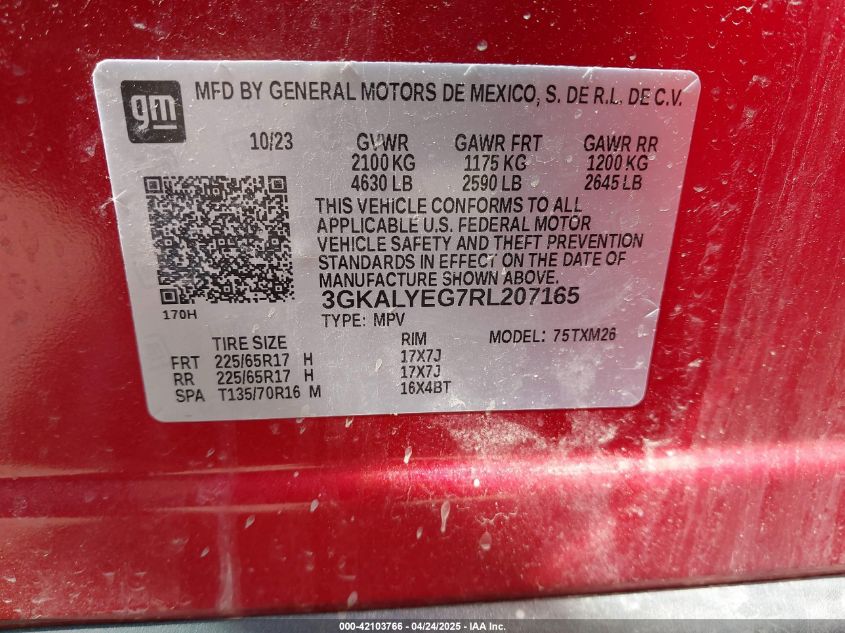 gm MFD BY GENERAL MOTORS DE MEXICO, S. DE R.L. DE C.V.
10/23 GVWR GAWR FRT GAWR RR
2100 KG 1175 KG 1200 KG
4630 LB 2590 LB 2645 LB
THIS VEHICLE CONFORMS TO ALL
APPLICABLE U.S. FEDERAL MOTOR
VEHICLE SAFETY AND THEFT PREVENTION
STANDARDS IN EFFECT ON THE DATE OF
MANUFACTURE SHOWN ABOVE.
3GKALYEG7RL207165
170H
TYPE: MPV
TIRE SIZE RIM MODEL: 75TXM26
FRT 225/65R17 H 17X7J
RR 225/65R17 H 17X7J
SPA T135/70R16 M 16X4BT
000-42103766 - 04/24/2025 - IAA Inc.